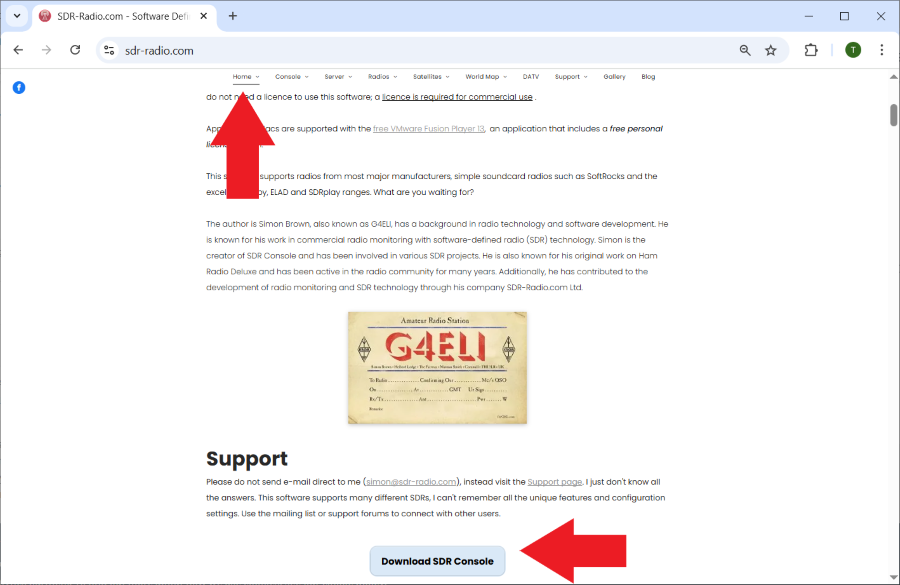 SDR-Radio.com - Software Defi
sdr-radio.com
T
Home Console Server Radios Satellites World Map DATV Support Gallery Blog
do not need a licence to use this software; a licence is required for commercial use .
are supported with the free VMware Fusion Player 13, an application that includes a free personal
This supports radios from most major manufacturers, simple soundcard radios such as SoftRocks and the
ELAD and SDRplay ranges. What are you waiting for?
The author is Simon Brown, also known as G4ELI, has a background in radio technology and software development. He
is known for his work in commercial radio monitoring with software-defined radio (SDR) technology. Simon is the
creator of SDR Console and has been involved in various SDR projects. He is also known for his original work on Ham
Radio Deluxe and has been active in the radio community for many years. Additionally, he has contributed to the
development of radio monitoring and SDR technology through his company SDR-Radio.com Ltd.
Amateur Radio Station
G4ELI
To Radio Confirming Our Mc/s QSO
On At GMT Ur Sigs
Rx/Tx Ant Pwr W
Remarks
Support
Please do not send e-mail direct to me (simon@sdr-radio.com), instead visit the Support page. I just don't know all
the answers. This software supports many different SDRs, I can't remember all the unique features and configuration
settings. Use the mailing list or support forums to connect with other users.
Download SDR Console